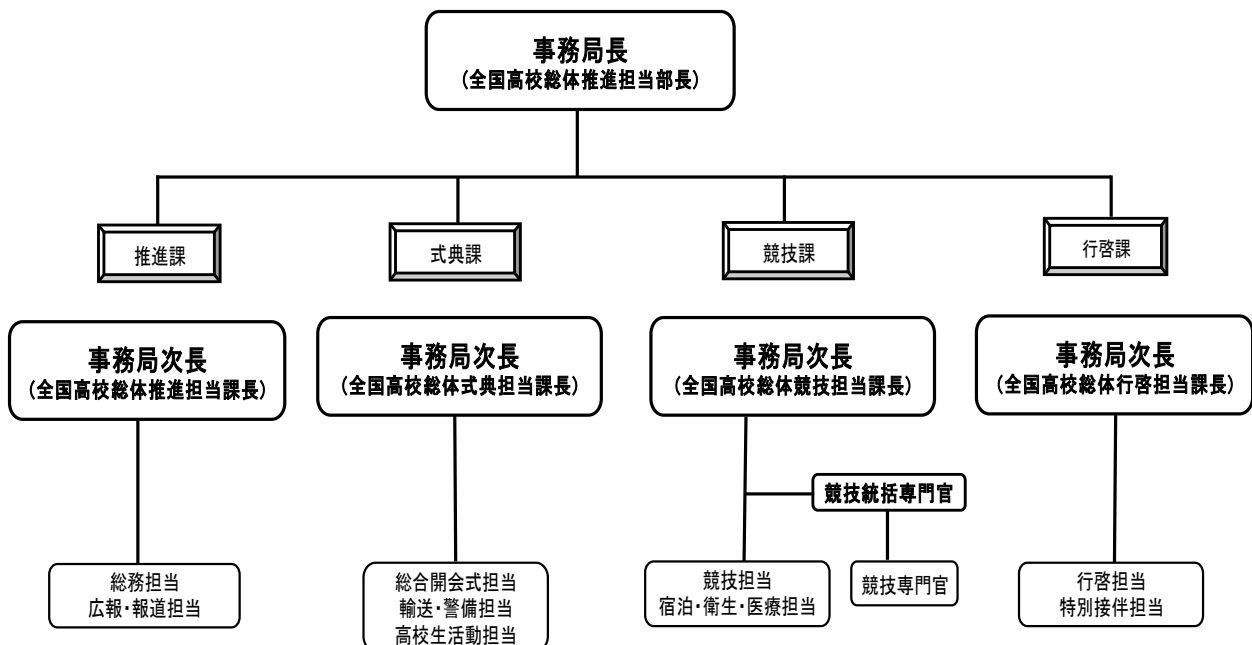 事務局長
(全国高校総体推進担当部長)
推進課
式典課
競技課
行啓課
事務局次長
(全国高校総体推進担当課長)
事務局次長
(全国高校総体式典担当課長)
事務局次長
(全国高校総体競技担当課長)
事務局次長
(全国高校総体行啓担当課長)
競技統括専門官
総務担当
広報・報道担当
総合開会式担当
輸送・警備担当
高校生活動担当
競技担当
宿泊・衛生・医療担当
競技専門官
行啓担当
特別接伴担当